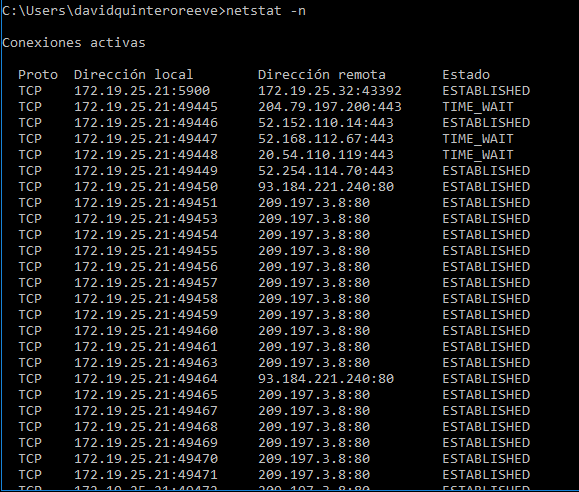 C:\Users\davidquinteroreeve>netstat -n
Conexiones activas
Proto  Dirección local        Dirección remota       Estado
TCP    172.19.25.21:5900      172.19.25.32:43392     ESTABLISHED
TCP    172.19.25.21:49445     204.79.197.200:443     TIME_WAIT
TCP    172.19.25.21:49446     52.152.110.14:443      ESTABLISHED
TCP    172.19.25.21:49447     52.168.112.67:443      TIME_WAIT
TCP    172.19.25.21:49448     20.54.110.119:443      TIME_WAIT
TCP    172.19.25.21:49449     52.254.114.70:443      ESTABLISHED
TCP    172.19.25.21:49450     93.184.221.240:80      ESTABLISHED
TCP    172.19.25.21:49451     209.197.3.8:80         ESTABLISHED
TCP    172.19.25.21:49453     209.197.3.8:80         ESTABLISHED
TCP    172.19.25.21:49454     209.197.3.8:80         ESTABLISHED
TCP    172.19.25.21:49455     209.197.3.8:80         ESTABLISHED
TCP    172.19.25.21:49456     209.197.3.8:80         ESTABLISHED
TCP    172.19.25.21:49457     209.197.3.8:80         ESTABLISHED
TCP    172.19.25.21:49458     209.197.3.8:80         ESTABLISHED
TCP    172.19.25.21:49459     209.197.3.8:80         ESTABLISHED
TCP    172.19.25.21:49460     209.197.3.8:80         ESTABLISHED
TCP    172.19.25.21:49461     209.197.3.8:80         ESTABLISHED
TCP    172.19.25.21:49463     209.197.3.8:80         ESTABLISHED
TCP    172.19.25.21:49464     93.184.221.240:80      ESTABLISHED
TCP    172.19.25.21:49465     209.197.3.8:80         ESTABLISHED
TCP    172.19.25.21:49467     209.197.3.8:80         ESTABLISHED
TCP    172.19.25.21:49468     209.197.3.8:80         ESTABLISHED
TCP    172.19.25.21:49469     209.197.3.8:80         ESTABLISHED
TCP    172.19.25.21:49470     209.197.3.8:80         ESTABLISHED
TCP    172.19.25.21:49471     209.197.3.8:80         ESTABLISHED